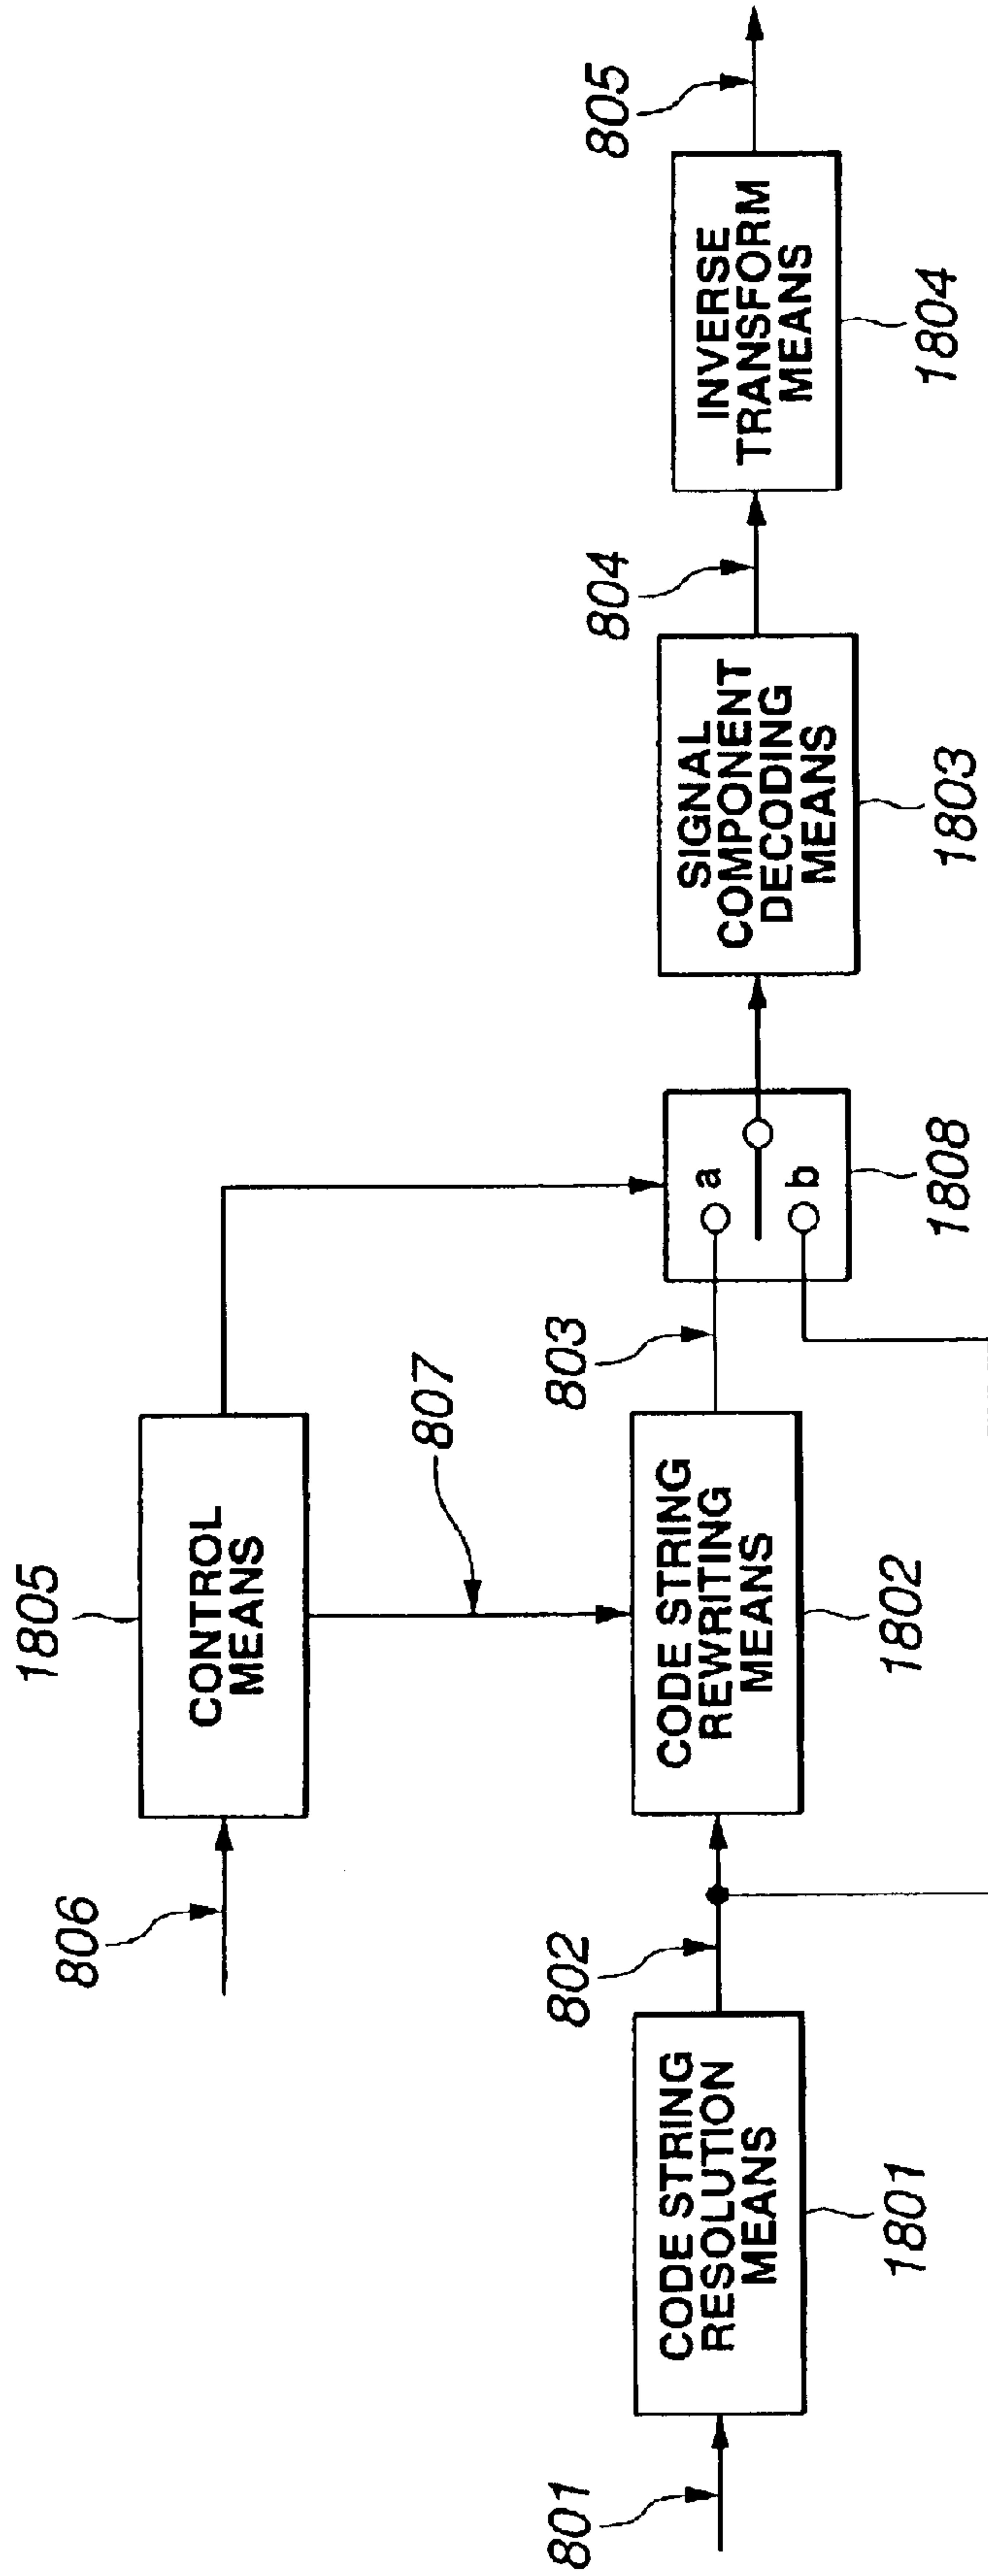 1805
CONTROL
MEANS
806
807
801
CODE STRING
RESOLUTION
MEANS
1801
802
CODE STRING
REWRITING
MEANS
1802
803
a
b
1808
SIGNAL
COMPONENT
DECODING
MEANS
1803
804
INVERSE
TRANSFORM
MEANS
1804
805